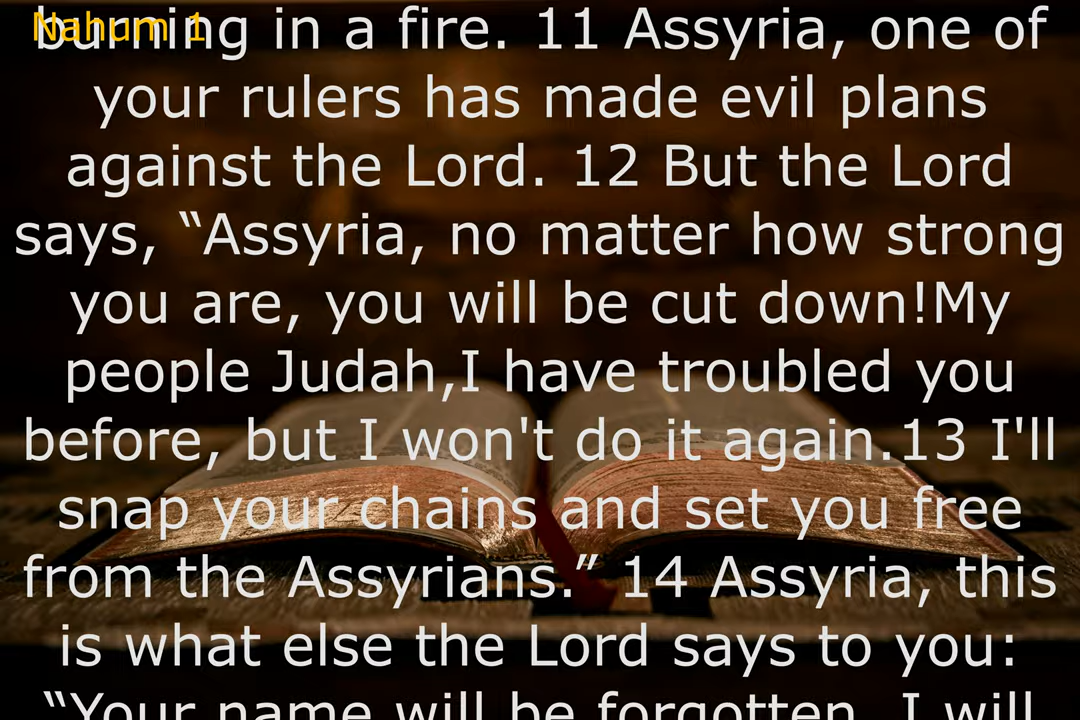 Nahum 1
burning in a fire. 11 Assyria, one of
your rulers has made evil plans
against the Lord. 12 But the Lord
says, “Assyria, no matter how strong
you are, you will be cut down!My
people Judah,I have troubled you
before, but I won't do it again.13 I'll
snap your chains and set you free
from the Assyrians.” 14 Assyria, this
is what else the Lord says to you:
“Your name will be forgotten. I will